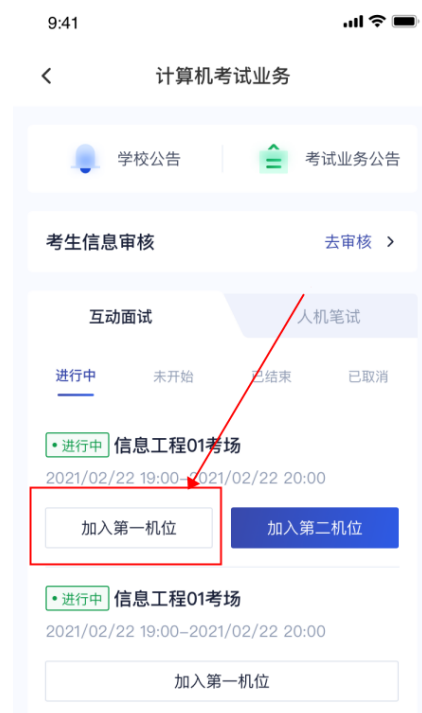 9:41
计算机考试业务
学校公告
考试业务公告
考生信息审核
去审核
互动面试
人机笔试
进行中
未开始
已结束
已取消
进行中 信息工程01考场
2021/02/22 19:00-2021/02/22 20:00
加入第一机位
加入第二机位
进行中 信息工程01考场
2021/02/22 19:00-2021/02/22 20:00
加入第一机位